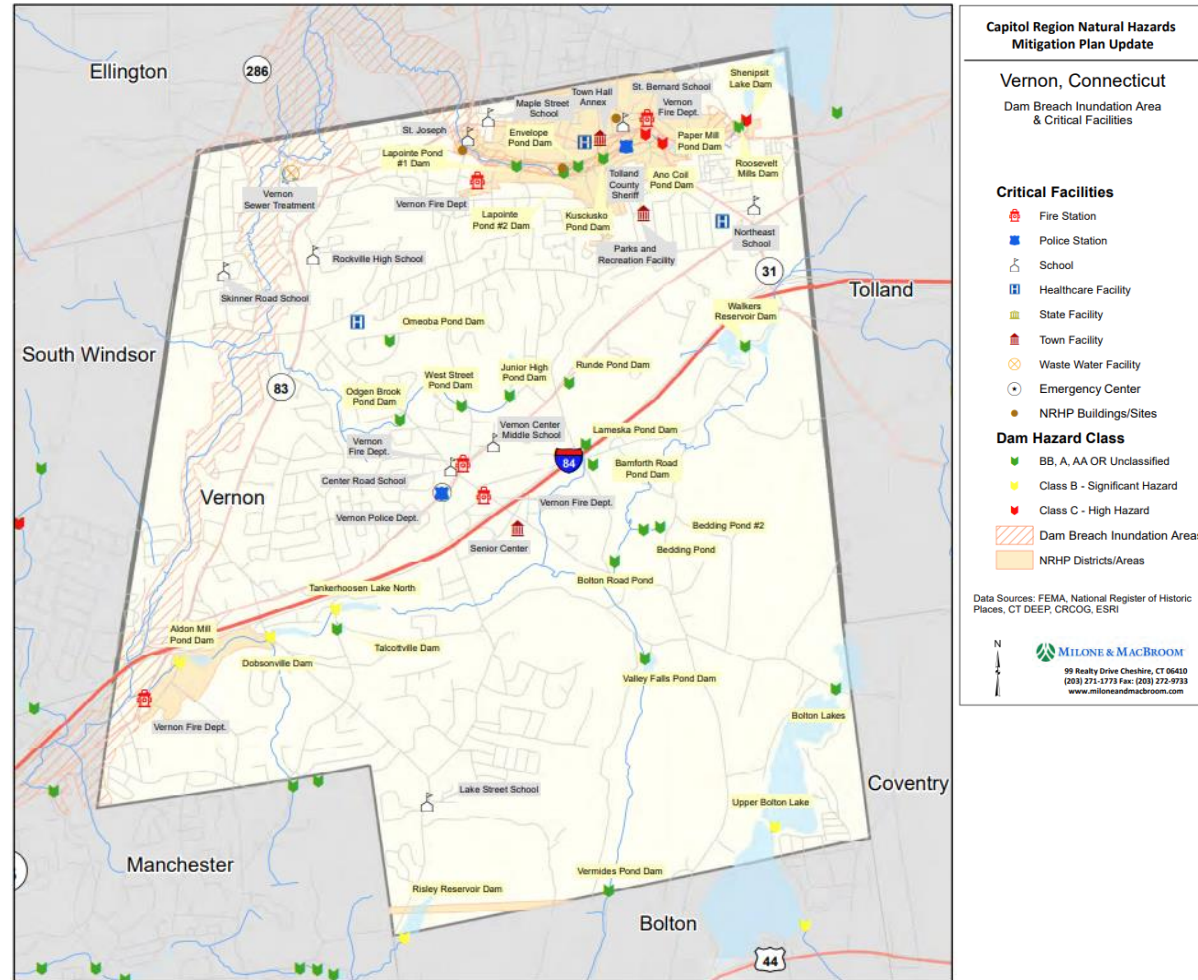 Ellington
286
Shenipsit
Lake Dam
Town Hall
Annex
St. Bernard School
Maple Street
School
Vernon
Fire Dept.
St. Joseph
Envelope
Pond Dam
Paper Mill
Pond Dam
Lapointe Pond
#1 Dam
Roosevelt
Mills Dam
Vernon
Sewer Treatment
Vernon Fire Dept
Tolland
County
Sheriff
Ano Coil
Pond Dam
Lapointe
Pond #2 Dam
Kusciusko
Pond Dam
Northeast
School
Parks and
Recreation Facility
Rockville High School
31
Skinner Road School
Tolland
Walkers
Reservoir Dam
Omeoba Pond Dam
South Windsor
Junior High
Pond Dam
Runde Pond Dam
West Street
Pond Dam
83
Odgen Brook
Pond Dam
Vernon Center
Middle School
Lameska Pond Dam
Vernon
Fire Dept.
84
Bamforth Road
Pond Dam
Center Road School
Vernon
Vernon Fire Dept.
Vernon Police Dept.
Bedding Pond #2
Senior Center
Bedding Pond
Bolton Road Pond
Tankerhoosen Lake North
Aldon Mill
Pond Dam
Talcottville Dam
Dobsonville Dam
Valley Falls Pond Dam
Vernon Fire Dept.
Bolton Lakes
Lake Street School
Coventry
Upper Bolton Lake
Manchester
Vermides Pond Dam
Risley Reservoir Dam
Bolton
44
Capitol Region Natural Hazards
Mitigation Plan Update
Vernon, Connecticut
Dam Breach Inundation Area
& Critical Facilities
Critical Facilities
Fire Station
Police Station
School
H Healthcare Facility
State Facility
Town Facility
Waste Water Facility
Emergency Center
NRHP Buildings/Sites
Dam Hazard Class
BB, A, AA OR Unclassified
Class B - Significant Hazard
Class C - High Hazard
Dam Breach Inundation Areas
NRHP Districts/Areas
Data Sources: FEMA, National Register of Historic
Places, CT DEEP, CRCOG, ESRI
N
MILONE & MACBROOM
99 Realty Drive Cheshire, CT 06410
(203) 271-1773 Fax: (203) 272-9733
www.miloneandmacbroom.com